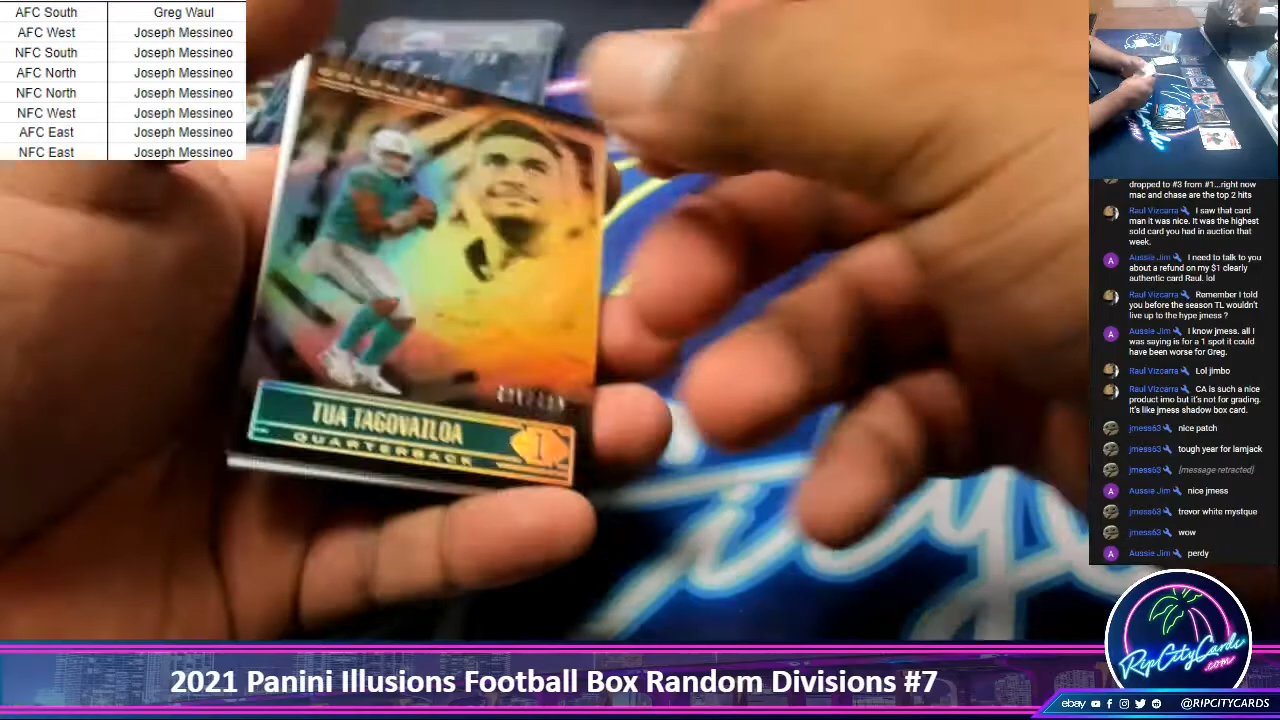 AFC South Greg Waul
AFC West Joseph Messineo
NFC South Joseph Messineo
AFC North Joseph Messineo
NFC North Joseph Messineo
NFC West Joseph Messineo
AFC East Joseph Messineo
NFC East Joseph Messineo
TUA TAGOVAILOA
QUARTERBACK
I
dropped to #3 from #1...right now
mac and chase are the top 2 hits
Raul Vizcarra I saw that card
man it was nice. It was the highest
sold card you had in auction that
week.
A Aussie Jim I need to talk to you
about a refund on my $1 clearly
authentic card Raul. lol
Raul Vizcarra Remember I told
you before the season TL wouldn't
live up to the hype jmess ?
A Aussie Jim I know jmess. all I
was saying is for a 1 spot it could
have been worse for Greg.
Raul Vizcarra Lol jimbo
Raul Vizcarra CA is such a nice
product imo but it's not for grading.
It's like jmess shadow box card.
jmess63 nice patch
jmess63 tough year for lamjack
jmess63 [message retracted]
A Aussie Jim nice jmess
jmess63 trevor white mystque
jmess63 wow
A Aussie Jim perdy
RipCityCards
.com
2021 Panini Illusions Football Box Random Divisions #7
ebay @RIPCITYCARDS